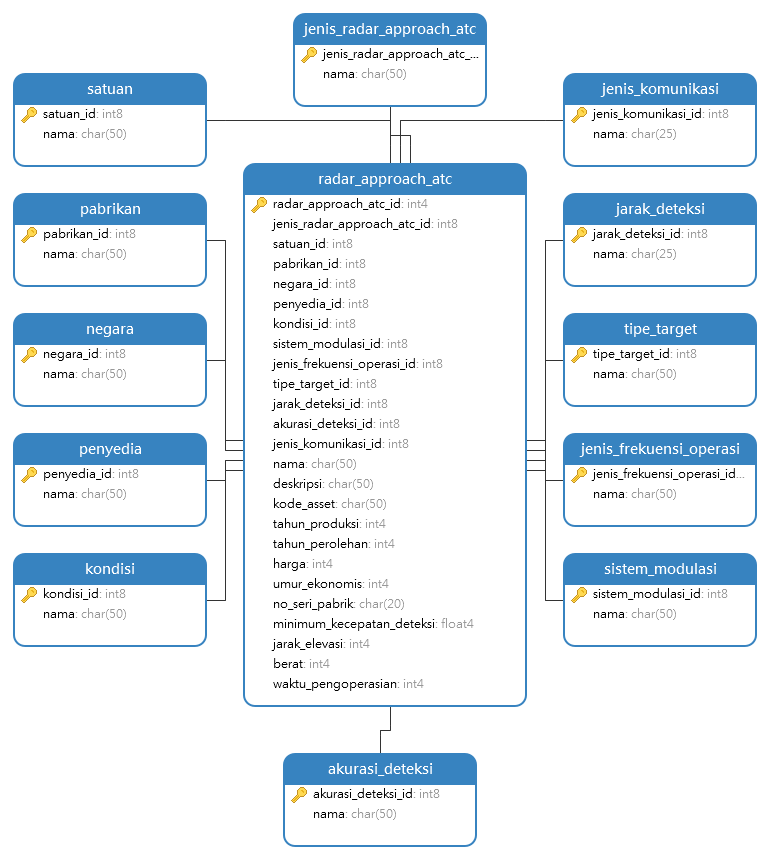 jenis_radar_approach_atc
jenis_radar_approach_atc_...
nama: char(50)
satuan
satuan_id: int8
nama: char(50)
jenis_komunikasi
jenis_komunikasi_id: int8
nama: char(25)
pabrikan
pabrikan_id: int8
nama: char(50)
negara
negara_id: int8
nama: char(50)
penyedia
penyedia_id: int8
nama: char(50)
kondisi
kondisi_id: int8
nama: char(50)
radar_approach_atc
radar_approach_atc_id: int4
jenis_radar_approach_atc_id: int8
satuan_id: int8
pabrikan_id: int8
negara_id: int8
penyedia_id: int8
kondisi_id: int8
sistem_modulasi_id: int8
jenis_frekuensi_operasi_id: int8
tipe_target_id: int8
jarak_deteksi_id: int8
akurasi_deteksi_id: int8
jenis_komunikasi_id: int8
nama: char(50)
deskripsi: char(50)
kode_asset: char(50)
tahun_produksi: int4
tahun_perolehan: int4
harga: int4
umur_ekonomis: int4
no_seri_pabrik: char(20)
minimum_kecepatan_deteksi: float4
jarak_elevasi: int4
berat: int4
waktu_pengoperasian: int4
jarak_deteksi
jarak_deteksi_id: int8
nama: char(25)
tipe_target
tipe_target_id: int8
nama: char(50)
jenis_frekuensi_operasi
jenis_frekuensi_operasi_id...
nama: char(50)
sistem_modulasi
sistem_modulasi_id: int8
nama: char(50)
akurasi_deteksi
akurasi_deteksi_id: int8
nama: char(50)